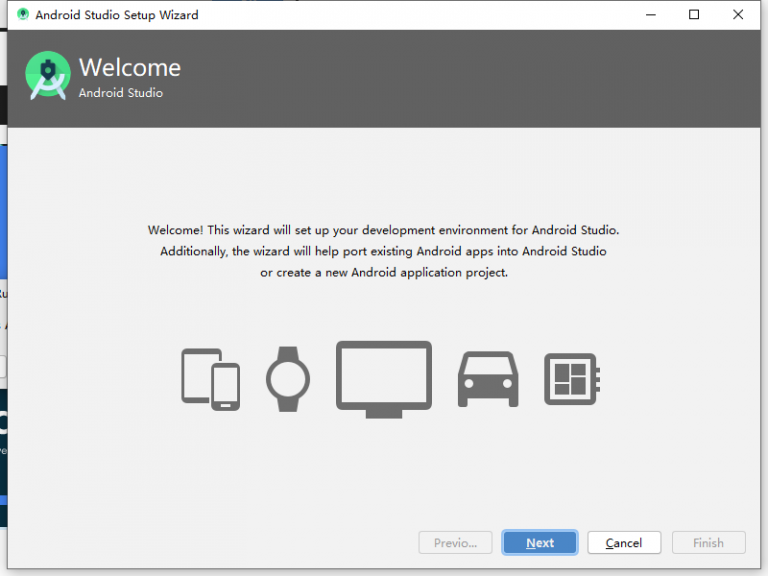 Android Studio Setup Wizard
Welcome
Android Studio
Welcome! This wizard will set up your development environment for Android Studio.
Additionally, the wizard will help port existing Android apps into Android Studio
or create a new Android application project.
Previo... Next Cancel Finish